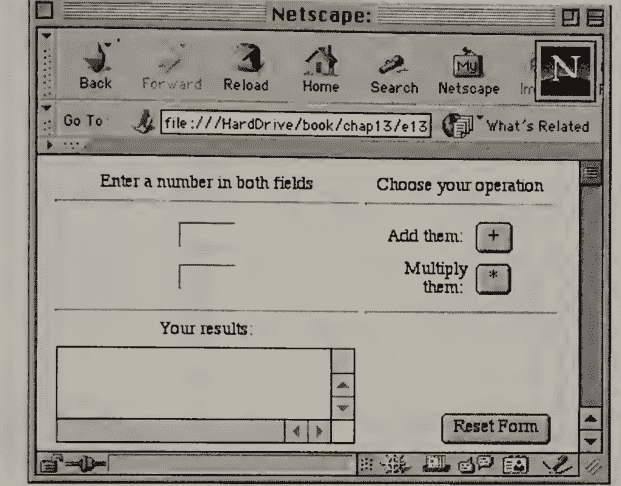 Netscape:
Back Forward Reload Home Search My Netscape N
Go To: file:///HardDrive/book/chap13/e13 What's Related
Enter a number in both fields Choose your operation
Add them: +
Multiply them: *
Your results:
Reset Form